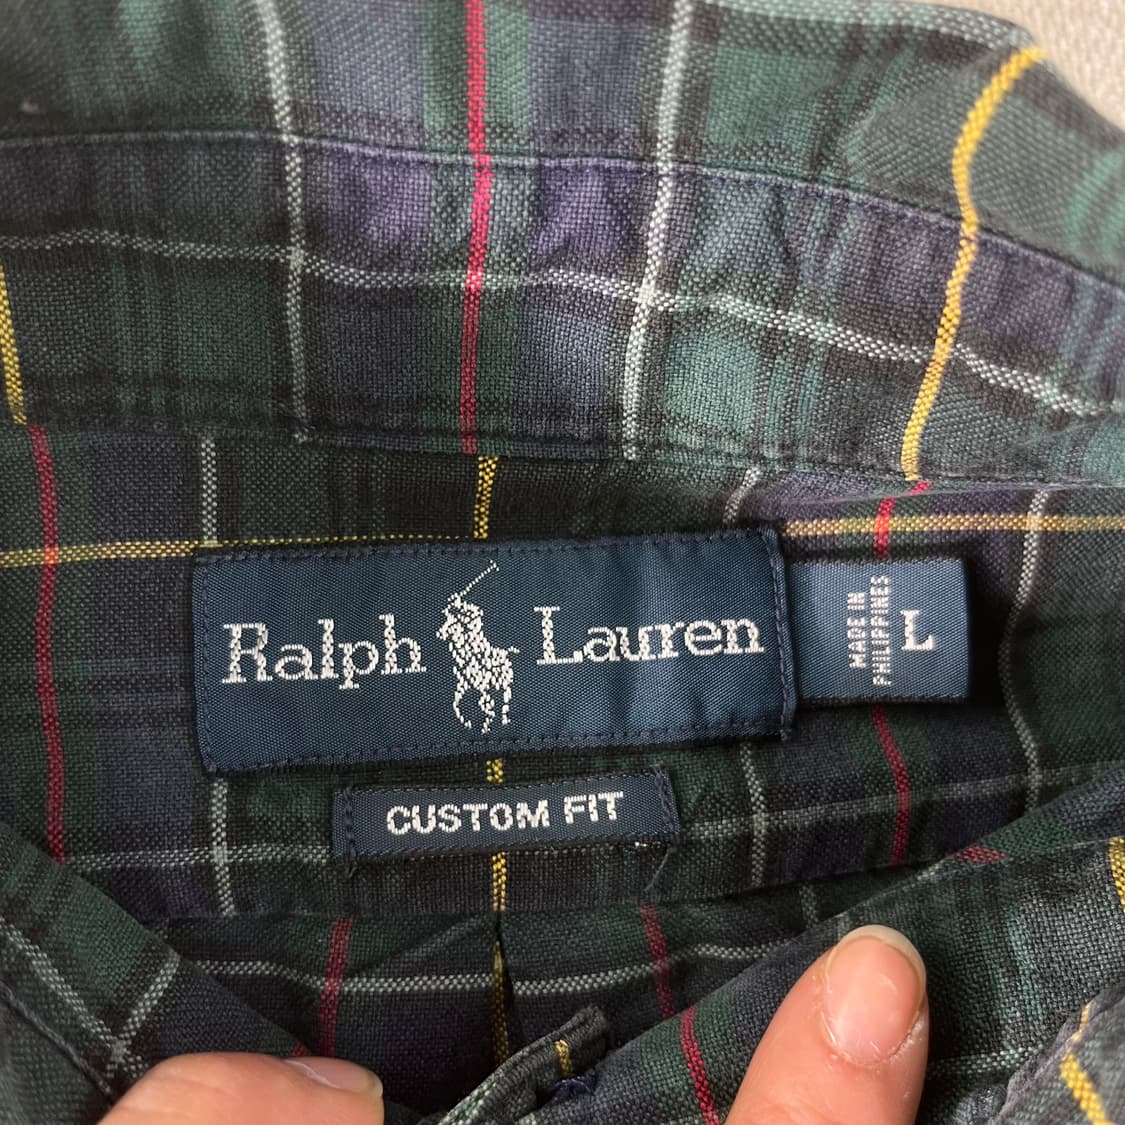 Ralph Lauren
MADE IN
PHILIPPINES
L
CUSTOM FIT